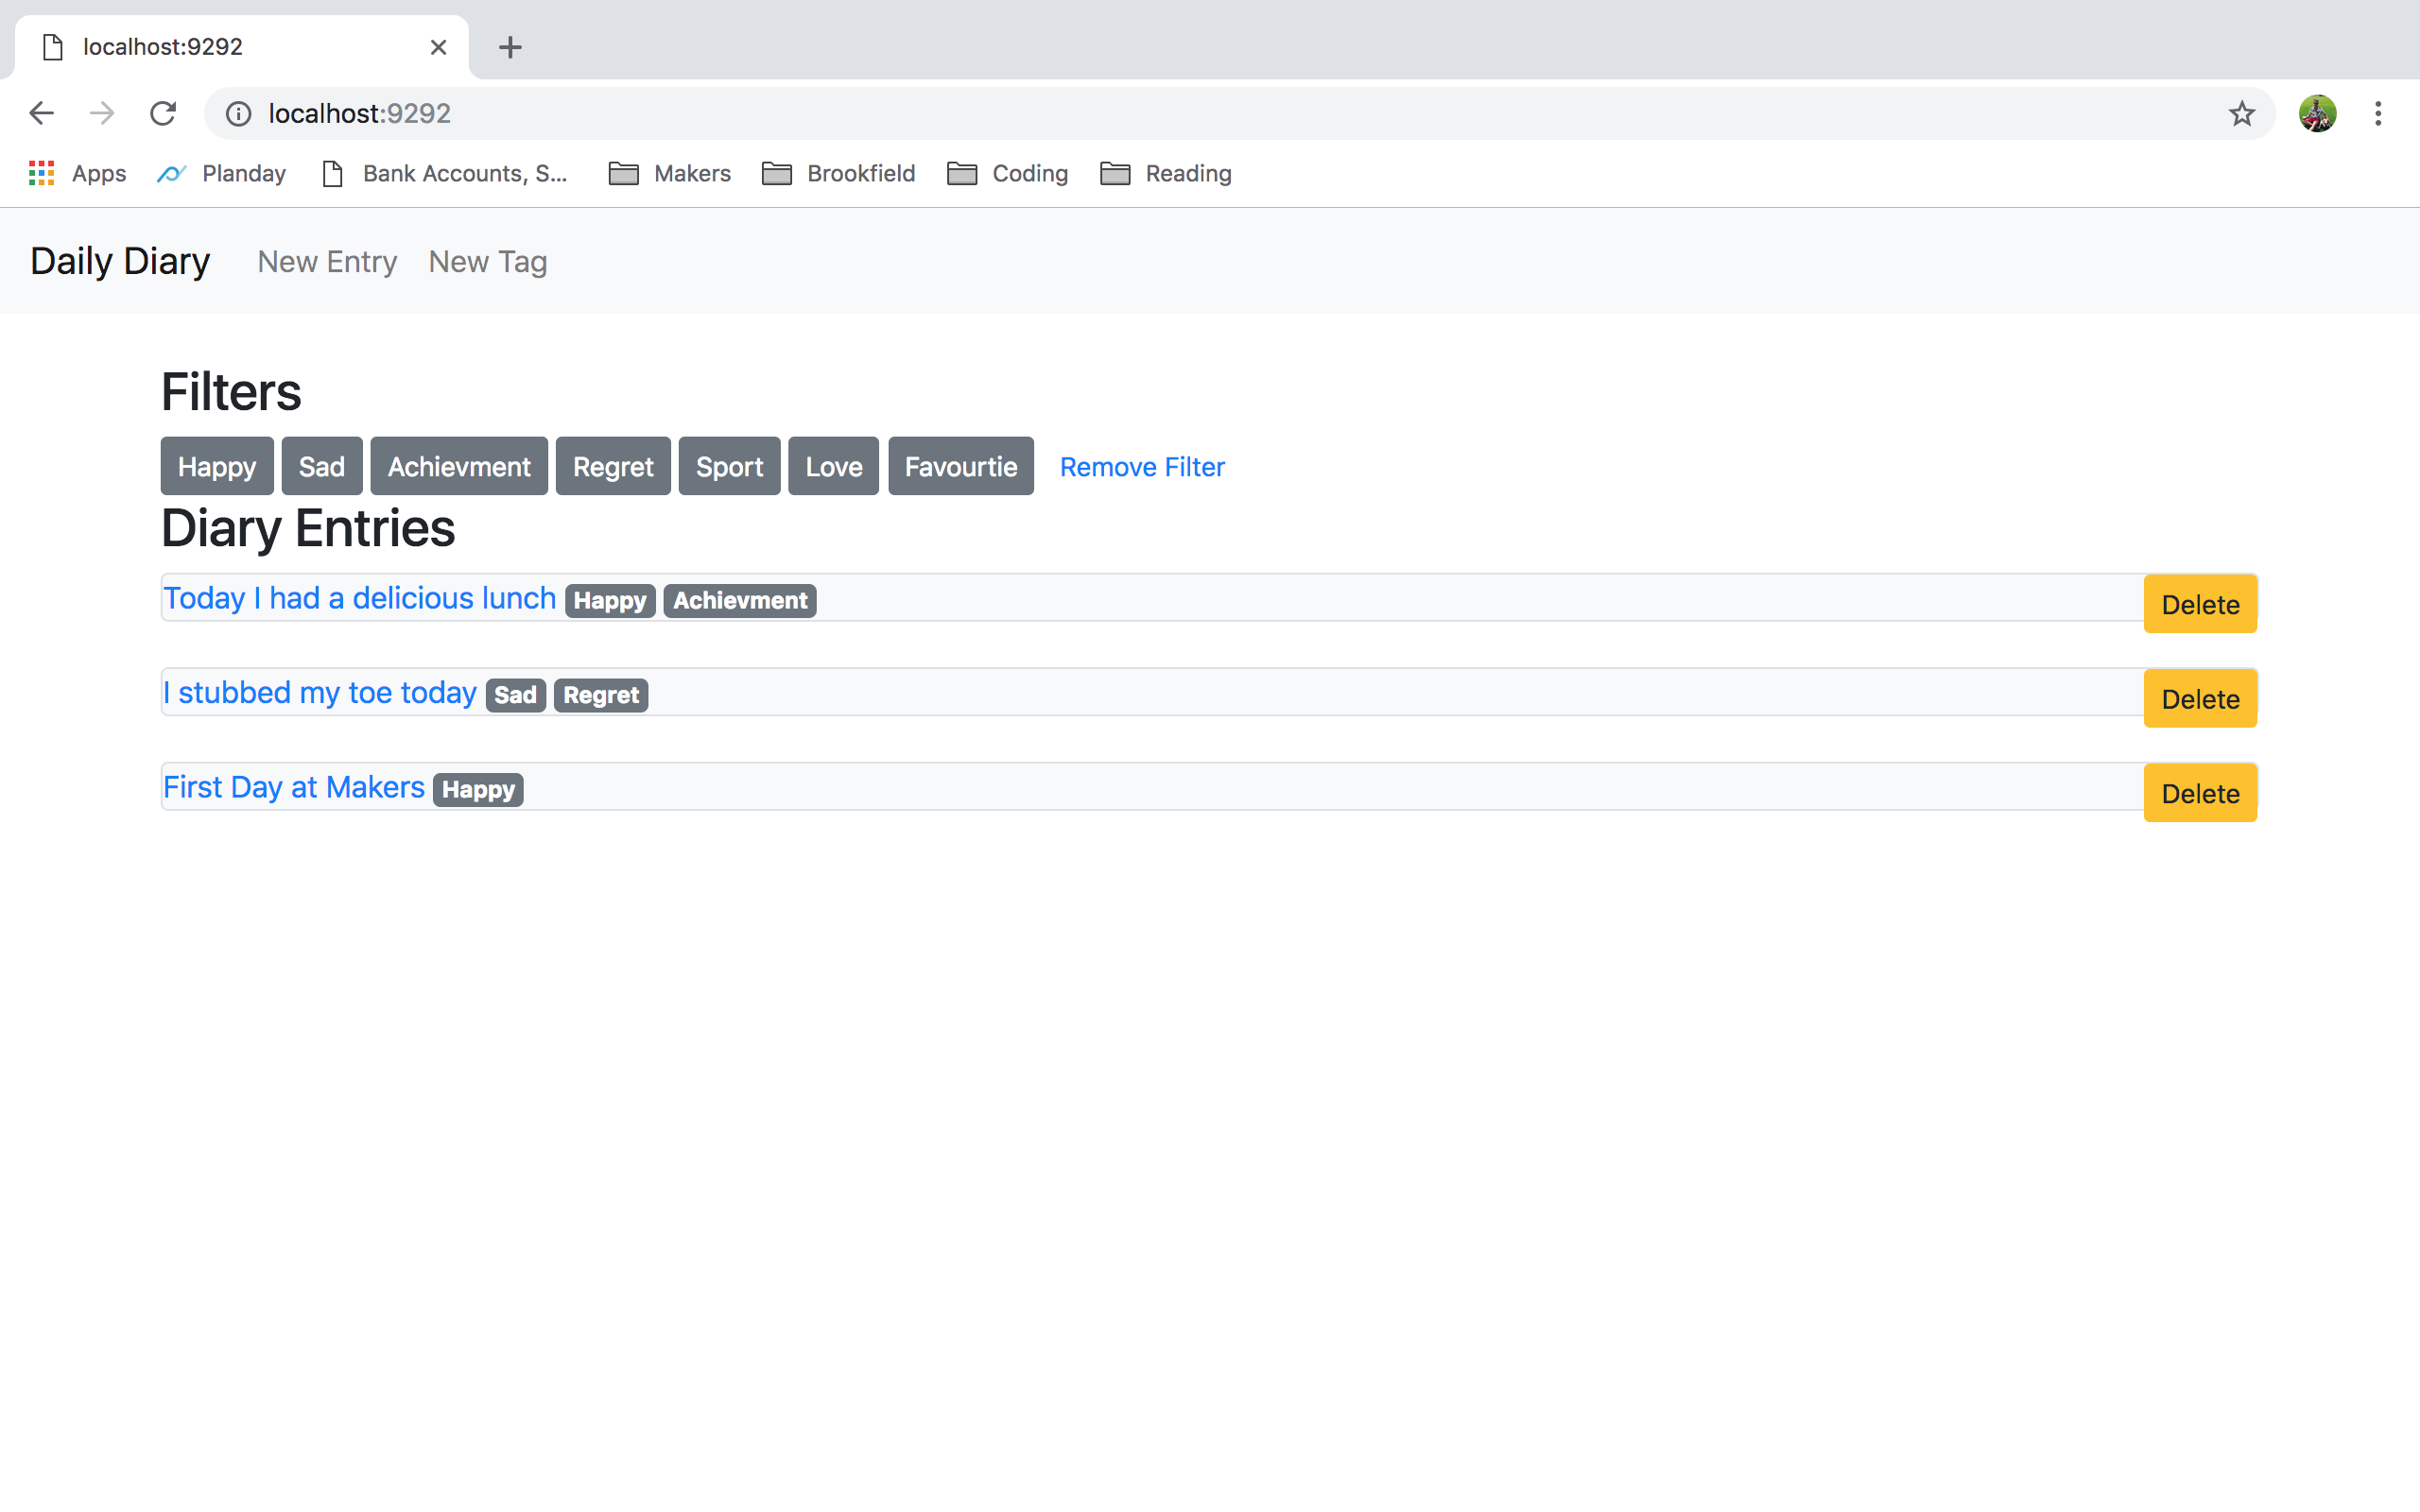 localhost:9292
localhost:9292
Apps Planday Bank Accounts, S... Makers Brookfield Coding Reading
Daily Diary New Entry New Tag
Filters
Happy Sad Achievment Regret Sport Love Favourtie Remove Filter
Diary Entries
Today I had a delicious lunch Happy Achievment Delete
I stubbed my toe today Sad Regret Delete
First Day at Makers Happy Delete